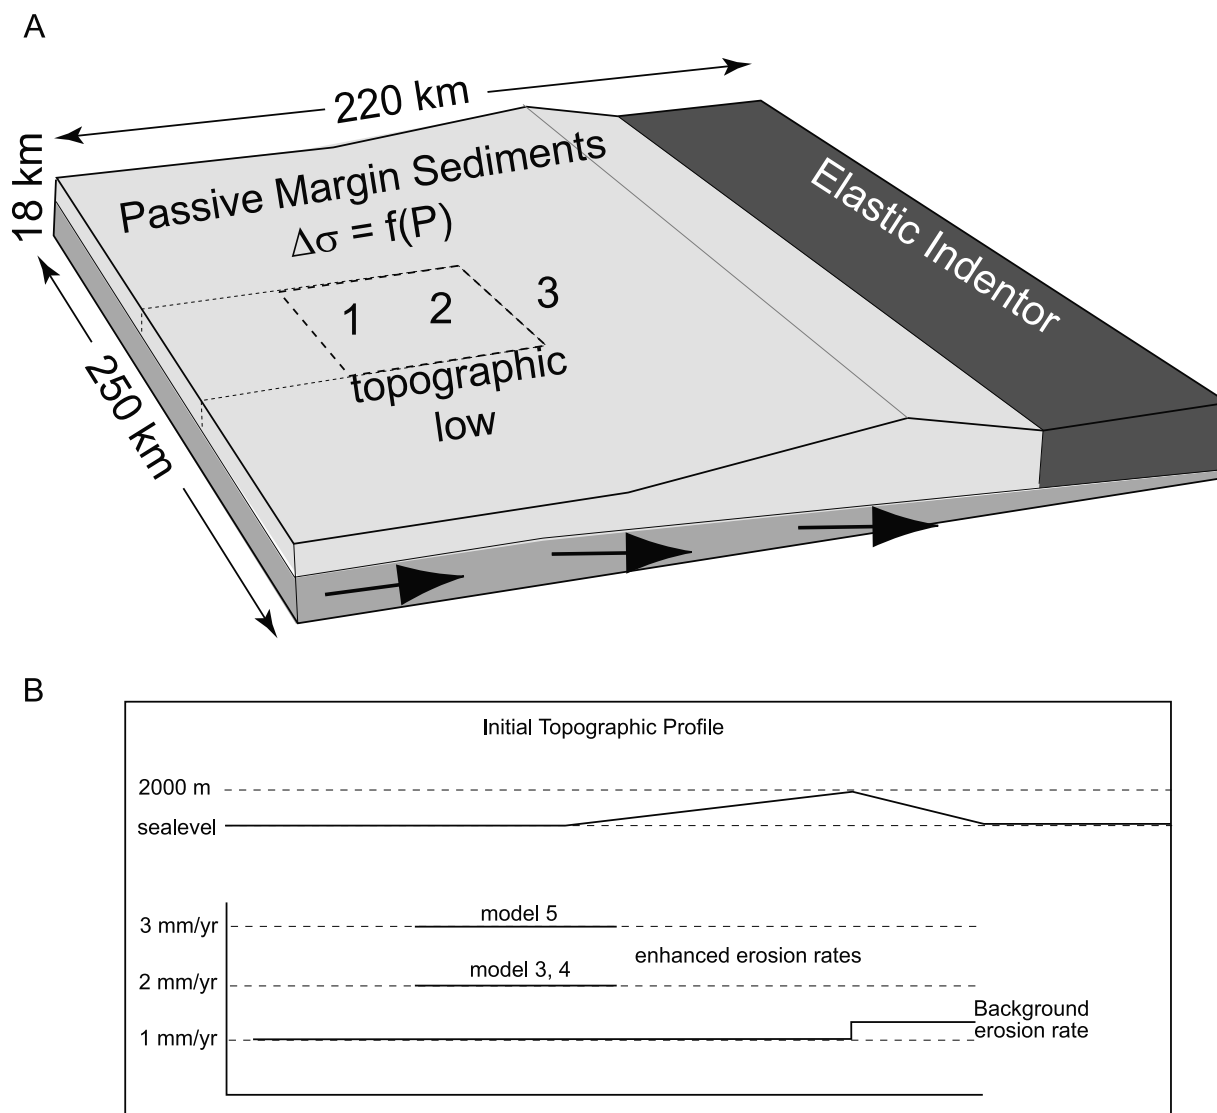 A
220 km
18 km
250 km
Passive Margin Sediments
Δσ = f(P)
1 2 3
topographic
low
Elastic Indentor
B
Initial Topographic Profile
2000 m
sealevel
3 mm/yr
model 5
enhanced erosion rates
2 mm/yr
model 3, 4
1 mm/yr
Background
erosion rate